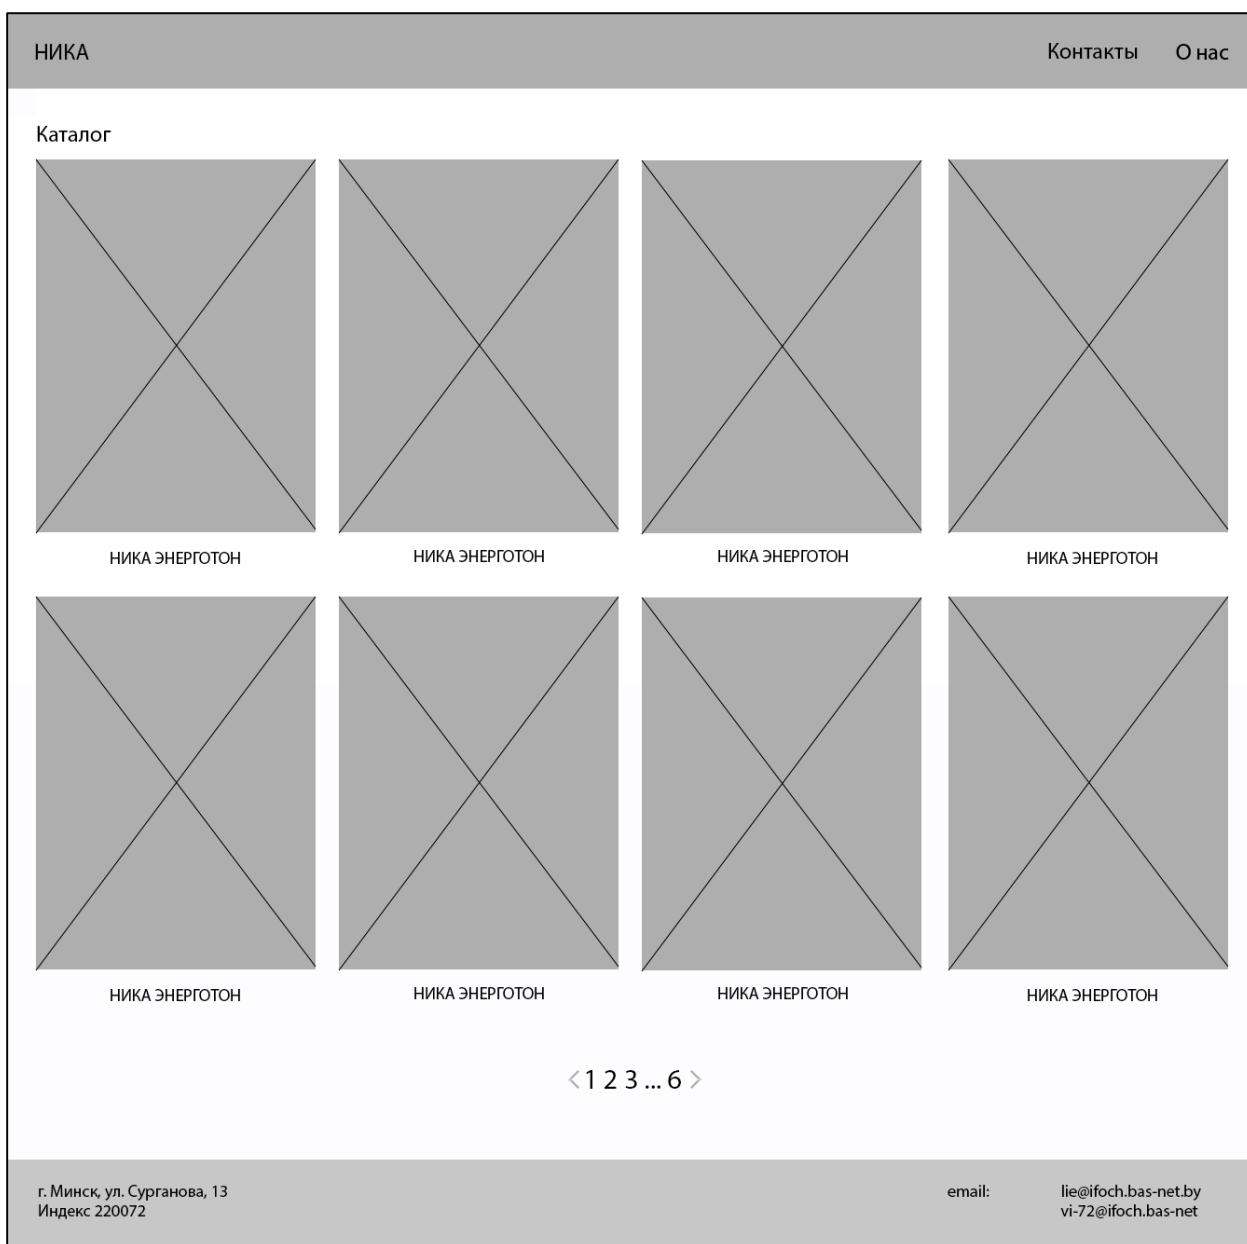 НИКА
Контакты О нас
Каталог
НИКА ЭНЕРГОТОН НИКА ЭНЕРГОТОН НИКА ЭНЕРГОТОН НИКА ЭНЕРГОТОН
НИКА ЭНЕРГОТОН НИКА ЭНЕРГОТОН НИКА ЭНЕРГОТОН НИКА ЭНЕРГОТОН
< 1 2 3 ... 6 >
г. Минск, ул. Сурганова, 13
Индекс 220072
email: lie@ifoch.bas-net.by
vi-72@ifoch.bas-net